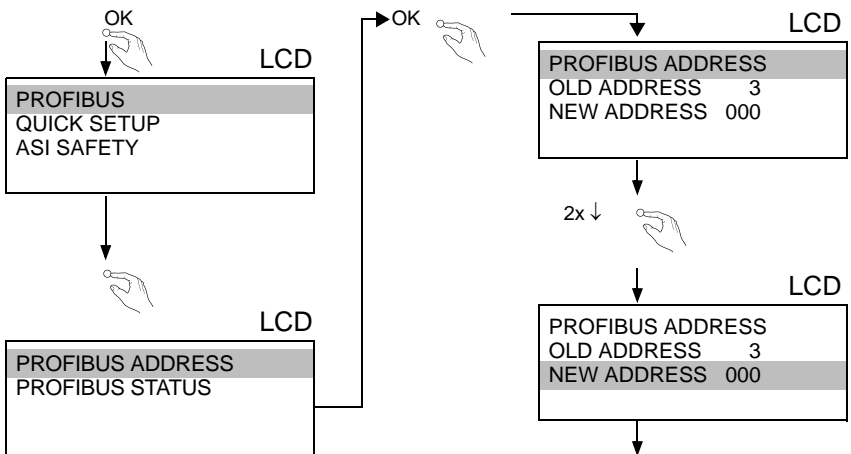 OK
LCD
PROFIBUS
QUICK SETUP
ASI SAFETY
LCD
PROFIBUS ADDRESS
PROFIBUS STATUS
OK
LCD
PROFIBUS ADDRESS
OLD ADDRESS 3
NEW ADDRESS 000
2x ↓
LCD
PROFIBUS ADDRESS
OLD ADDRESS 3
NEW ADDRESS 000